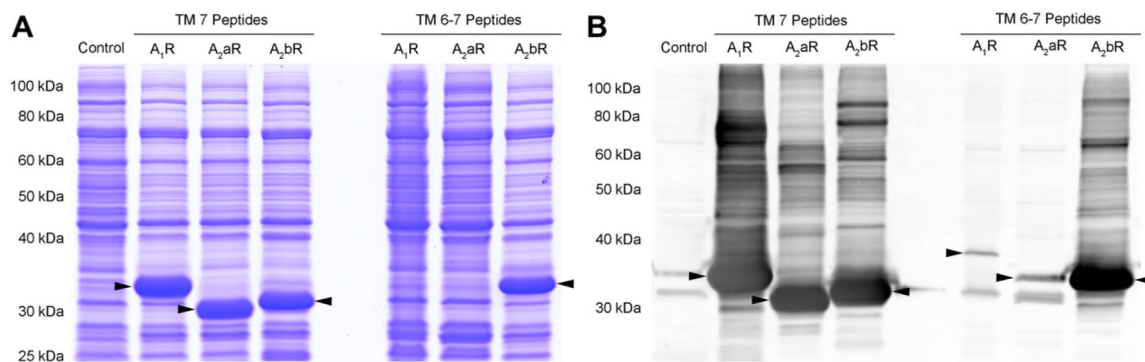 A
TM 7 Peptides
TM 6-7 Peptides
Control
A₁R
A₂aR
A₂bR
A₁R
A₂aR
A₂bR
100 kDa
80 kDa
60 kDa
50 kDa
40 kDa
30 kDa
25 kDa
B
TM 7 Peptides
TM 6-7 Peptides
Control
A₁R
A₂aR
A₂bR
A₁R
A₂aR
A₂bR
100 kDa
80 kDa
60 kDa
50 kDa
40 kDa
30 kDa